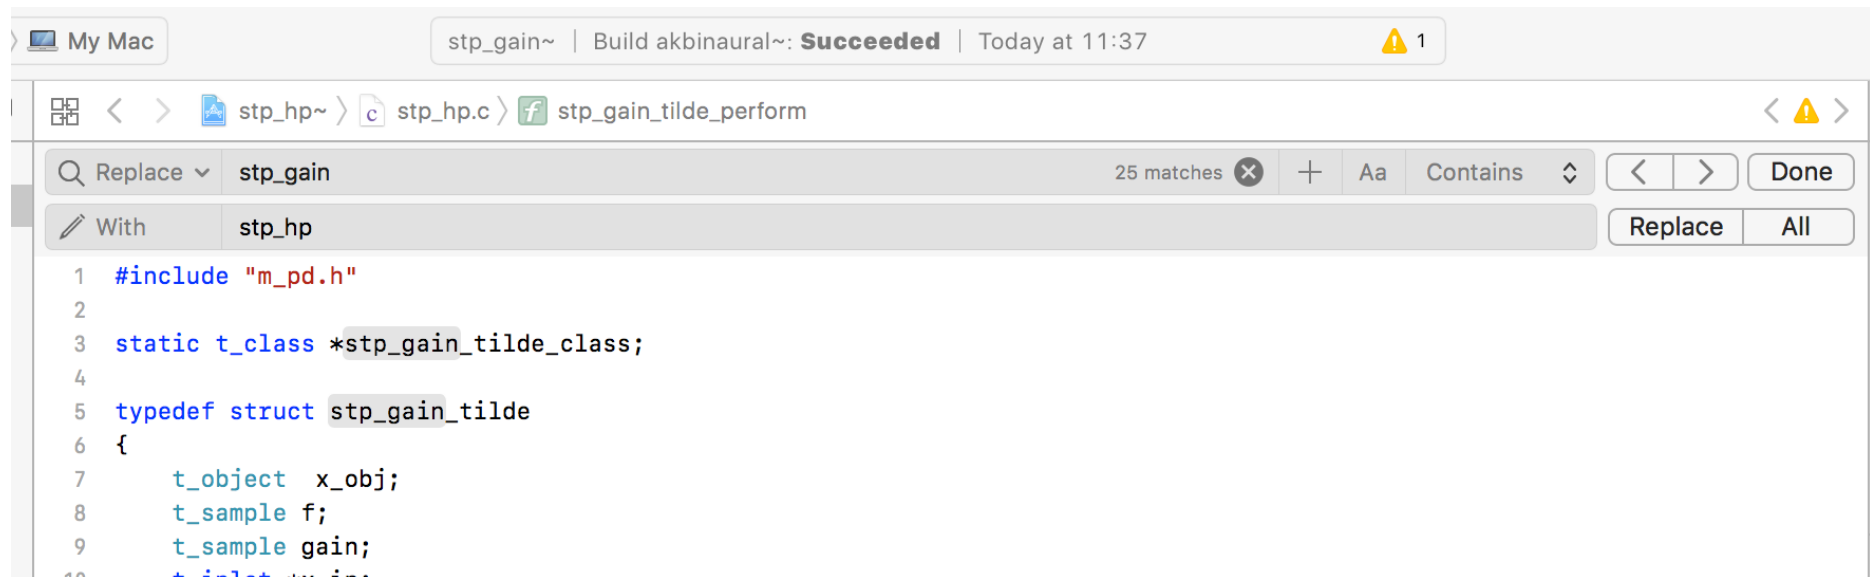 My Mac stp_gain~ | Build akbinaural~: Succeeded | Today at 11:37 1
stp_hp~ stp_hp.c stp_gain_tilde_perform
Replace stp_gain 25 matches Aa Contains Done
With stp_hp Replace All
1 #include "m_pd.h"
2
3 static t_class *stp_gain_tilde_class;
4
5 typedef struct stp_gain_tilde
6 {
7 t_object x_obj;
8 t_sample f;
9 t_sample gain;